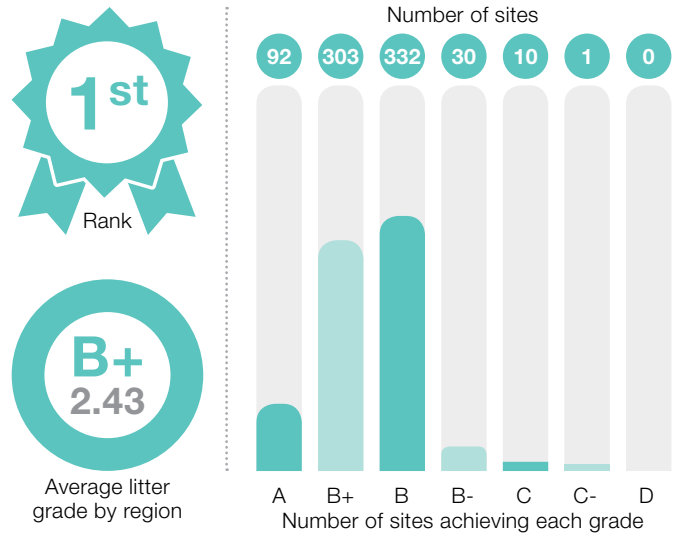 1st
Rank
B+
2.43
Average litter
grade by region
Number of sites
92 303 332 30 10 1 0
A B+ B B- C C- D
Number of sites achieving each grade